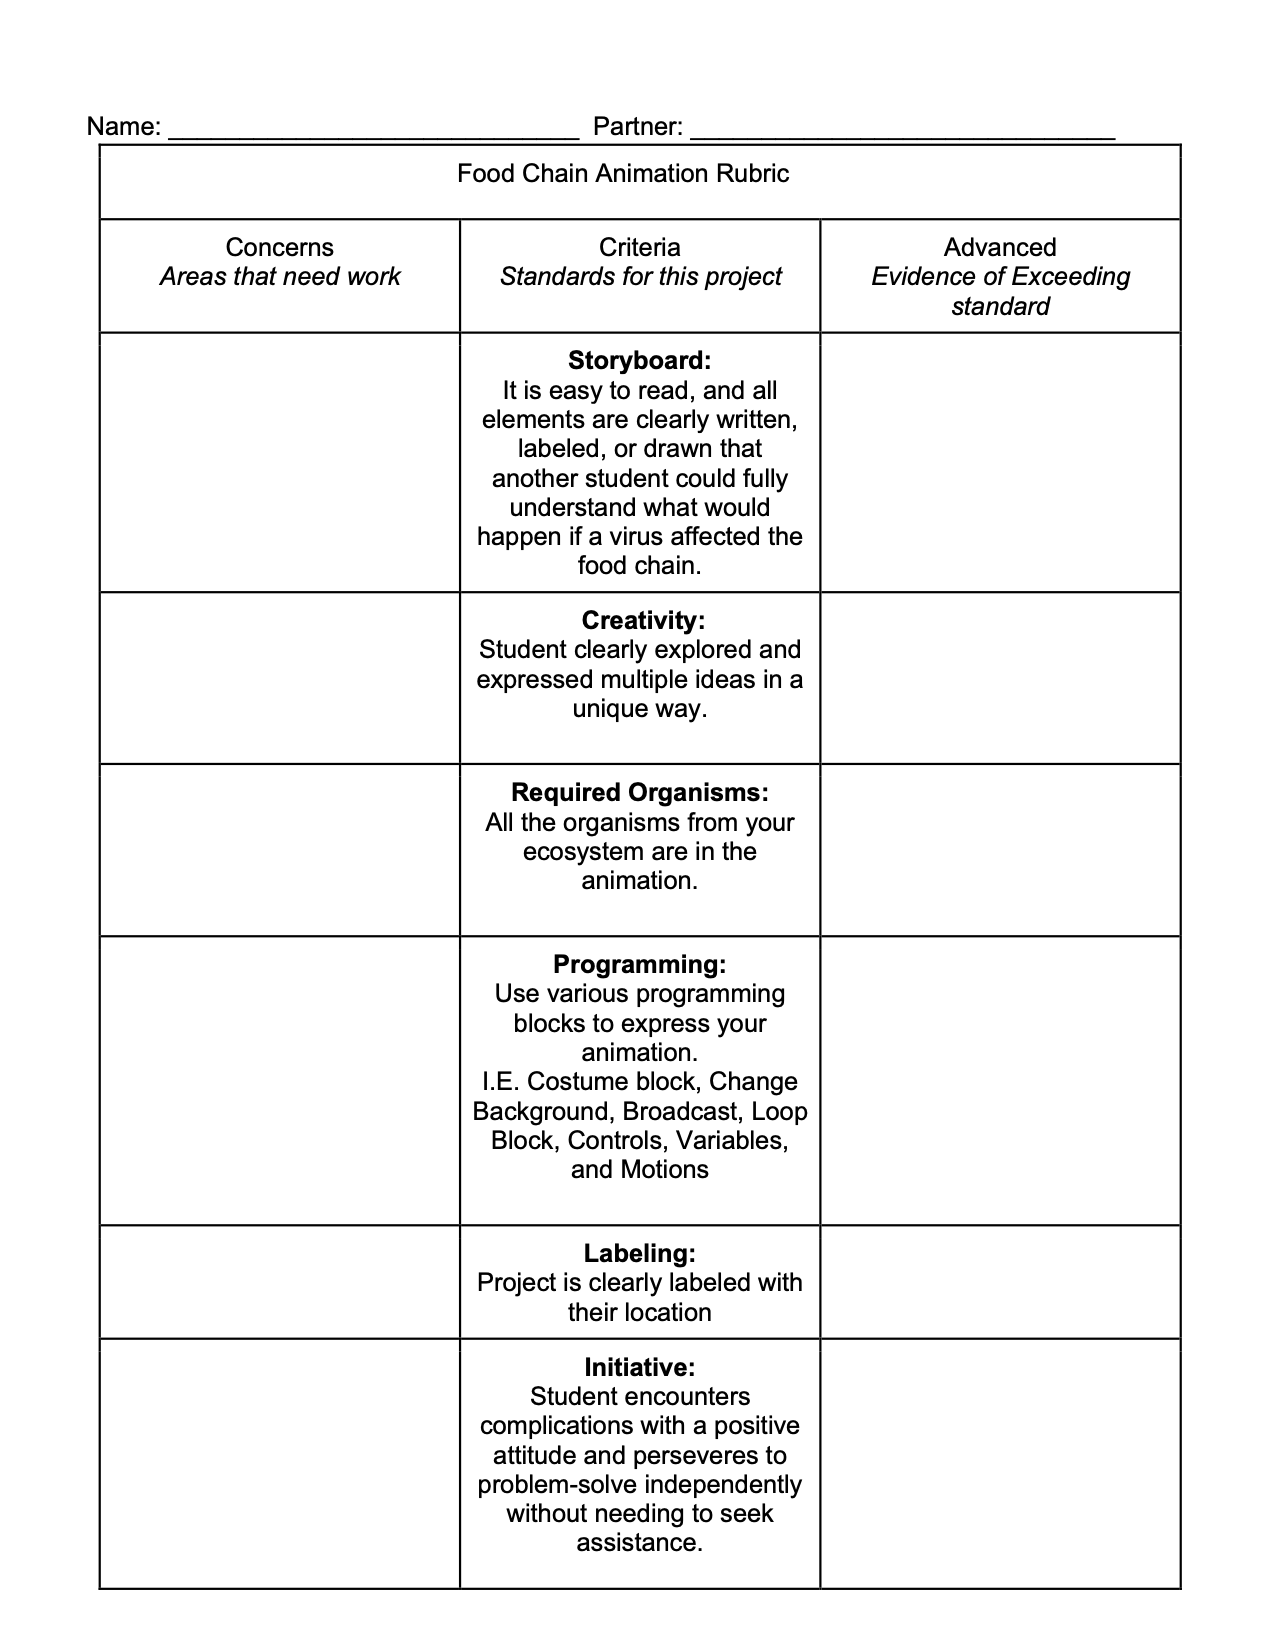 Name: _____________________________ Partner: ______________________________
Food Chain Animation Rubric
Concerns
Areas that need work
Criteria
Standards for this project
Advanced
Evidence of Exceeding
standard
Storyboard:
It is easy to read, and all
elements are clearly written,
labeled, or drawn that
another student could fully
understand what would
happen if a virus affected the
food chain.
Creativity:
Student clearly explored and
expressed multiple ideas in a
unique way.
Required Organisms:
All the organisms from your
ecosystem are in the
animation.
Programming:
Use various programming
blocks to express your
animation.
I.E. Costume block, Change
Background, Broadcast, Loop
Block, Controls, Variables,
and Motions
Labeling:
Project is clearly labeled with
their location
Initiative:
Student encounters
complications with a positive
attitude and perseveres to
problem-solve independently
without needing to seek
assistance.